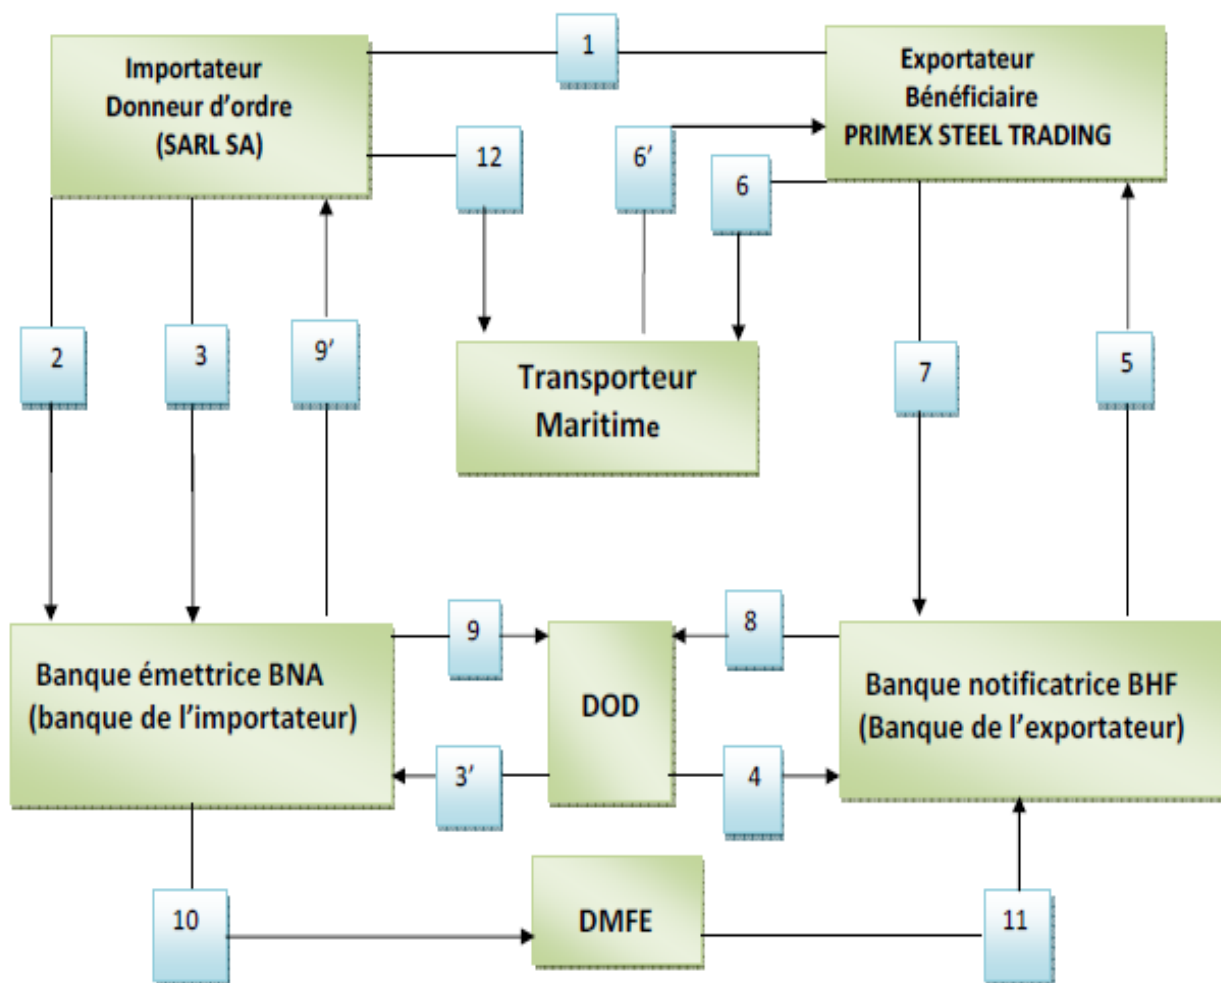 1
Importateur
Donneur d'ordre
(SARL SA)
Exportateur
Bénéficiaire
PRIMEX STEEL TRADING
12
6’
6
2
3
9’
Transporteur
Maritime
7
5
9
8
Banque émettrice BNA
(banque de l’importateur)
DOD
Banque notificatrice BHF
(Banque de l’exportateur)
3’
4
10
DMFE
11